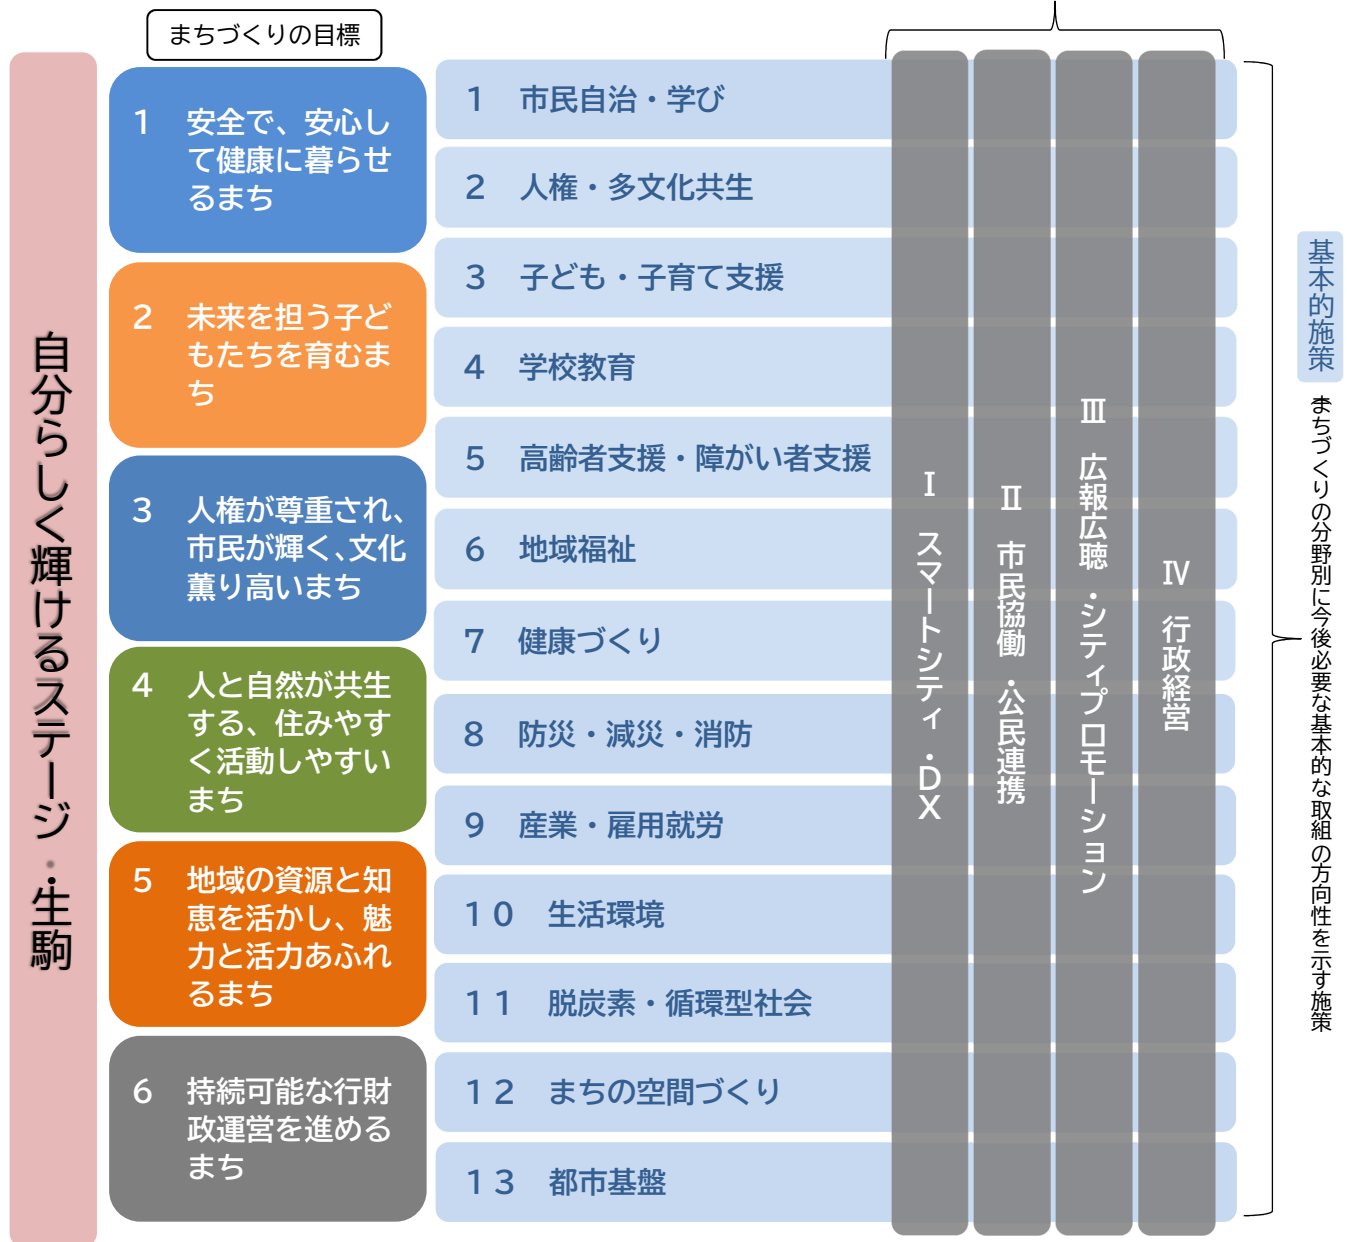 まちづくりの目標
自分らしく輝けるステージ・生駒
1 安全で、安心し
て健康に暮らせ
るまち
2 未来を担う子ど
もたちを育むま
ち
3 人権が尊重され、
市民が輝く、文化
薫り高いまち
4 人と自然が共生
する、住みやす
く活動しやすい
まち
5 地域の資源と知
恵を活かし、魅
力と活力あふれ
るまち
6 持続可能な行財
政運営を進める
まち
1 市民自治・学び
2 人権・多文化共生
3 子ども・子育て支援
4 学校教育
5 高齢者支援・障がい者支援
6 地域福祉
7 健康づくり
8 防災・減災・消防
9 産業・雇用就労
10 生活環境
11 脱炭素・循環型社会
12 まちの空間づくり
13 都市基盤
Ⅰ スマートシティ・DX
Ⅱ 市民協働・公民連携
Ⅲ 広報広聴・シティプロモーション
Ⅳ 行政経営
基本的施策
まちづくりの分野別に今後必要な基本的な取組の方向性を示す施策